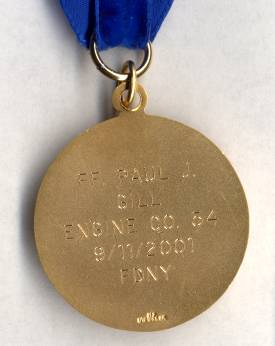 FF. PAUL J.
GILL
ENGINE CO. 54
9/11/2001
FDNY